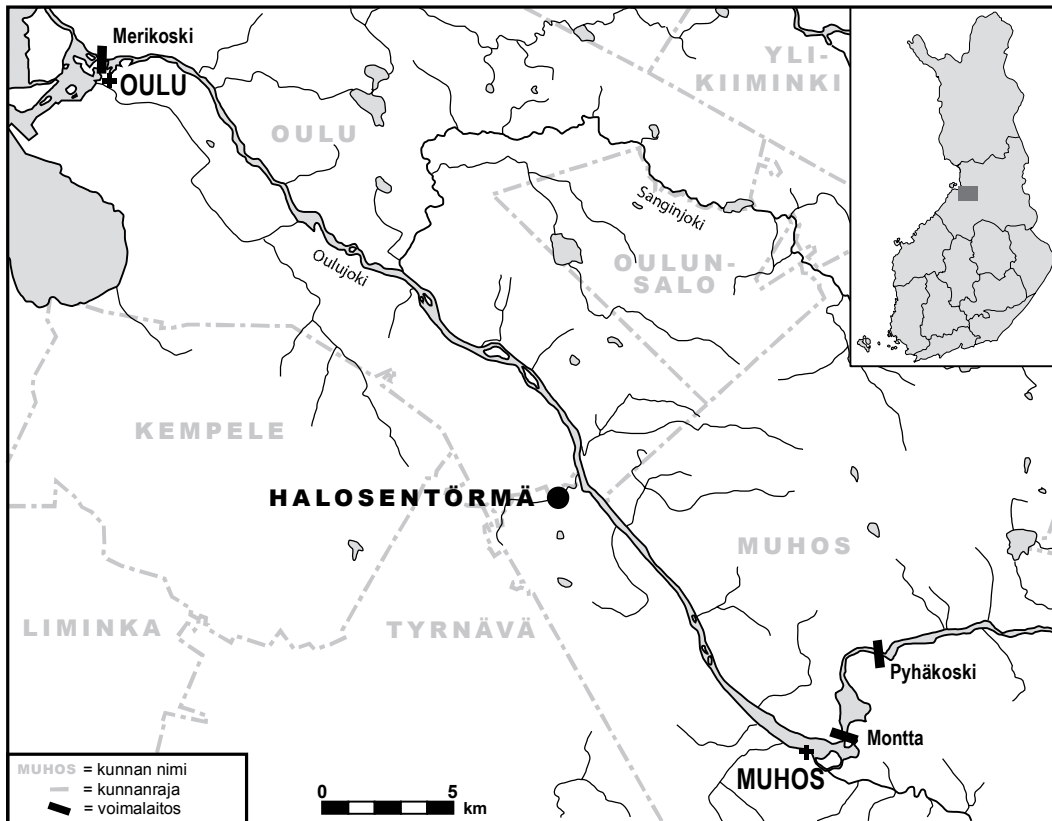 Merikoski
OULU
YLI-
KIIMINKI
OULU
Sanginjoki
Oulujoki
OULUN-
SALO
KEMPELE
HALOSENTÖRMÄ
MUHOS
LIMINKA
TYRNÄVÄ
Pyhäkoski
Montta
MUHOS
MUHOS = kunnan nimi
= kunnanraja
= voimalaitos
0 5
km